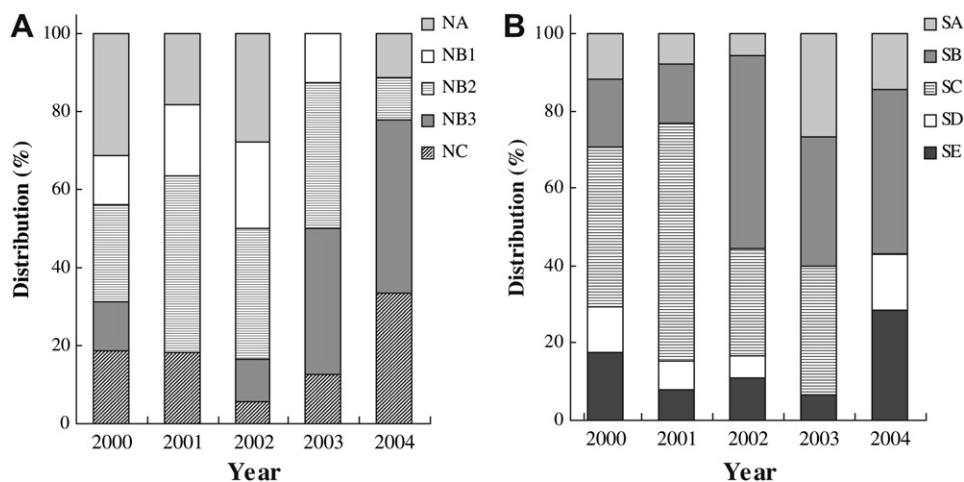 A
Distribution (%)
100
80
60
40
20
0
2000 2001 2002 2003 2004
Year
NA
NB1
NB2
NB3
NC
B
Distribution (%)
100
80
60
40
20
0
2000 2001 2002 2003 2004
Year
SA
SB
SC
SD
SE